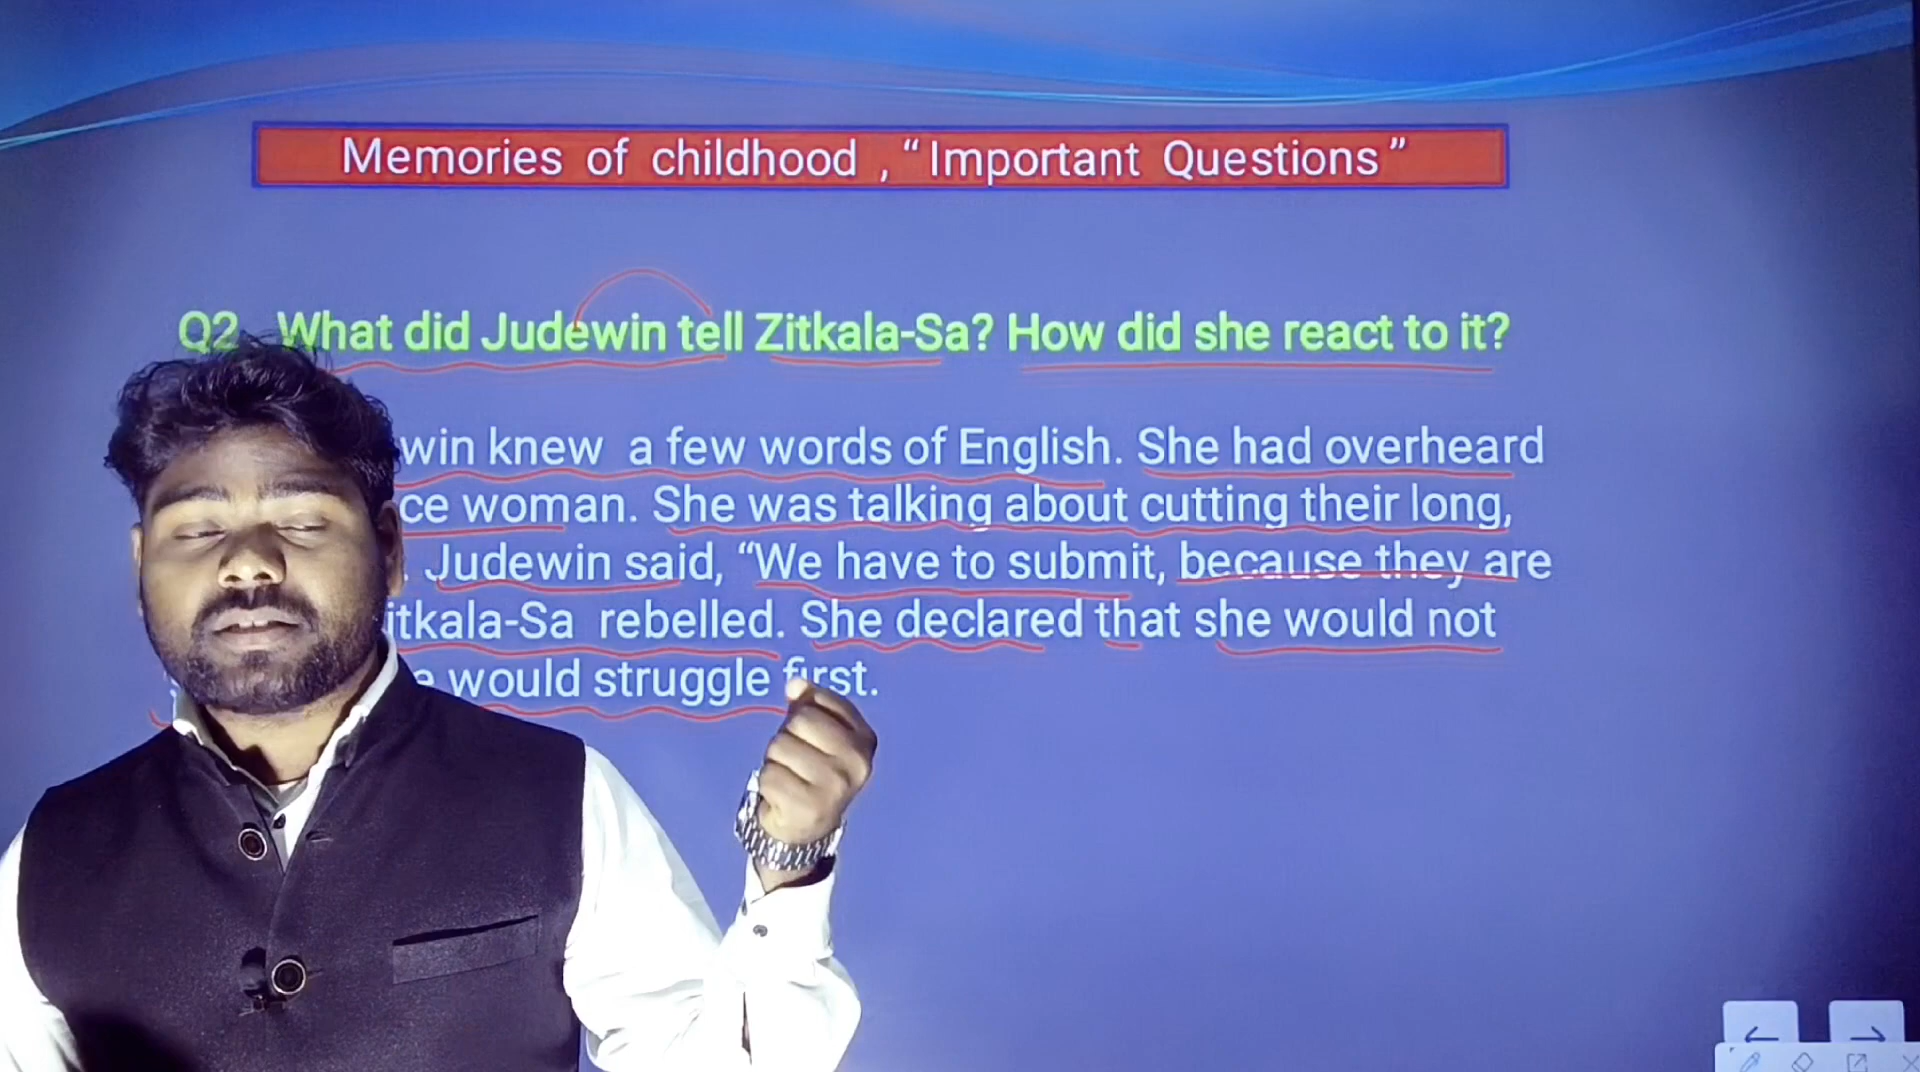 Memories of childhood , “ Important Questions ”
Q2 What did Judewin tell Zitkala-Sa? How did she react to it?
win knew a few words of English. She had overheard
ce woman. She was talking about cutting their long,
. Judewin said, “We have to submit, because they are
itkala-Sa rebelled. She declared that she would not
e would struggle first.